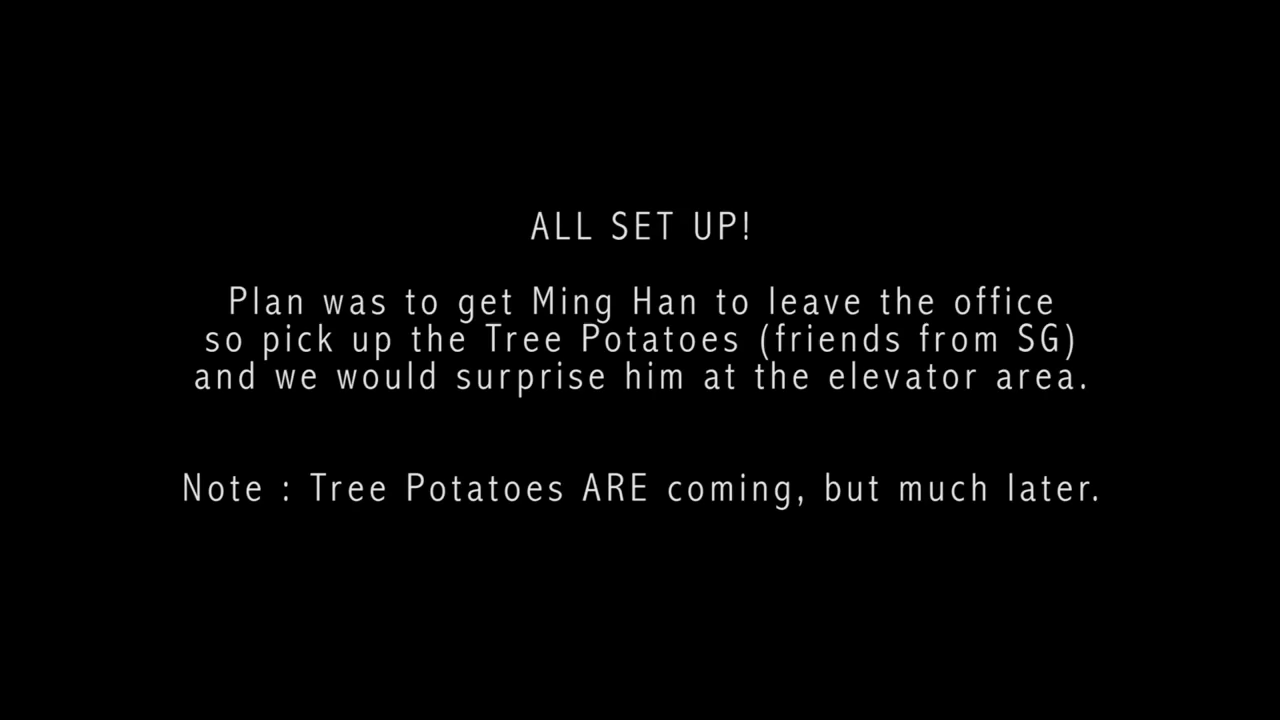 ALL SET UP!
Plan was to get Ming Han to leave the office
so pick up the Tree Potatoes (friends from SG)
and we would surprise him at the elevator area.
Note : Tree Potatoes ARE coming, but much later.